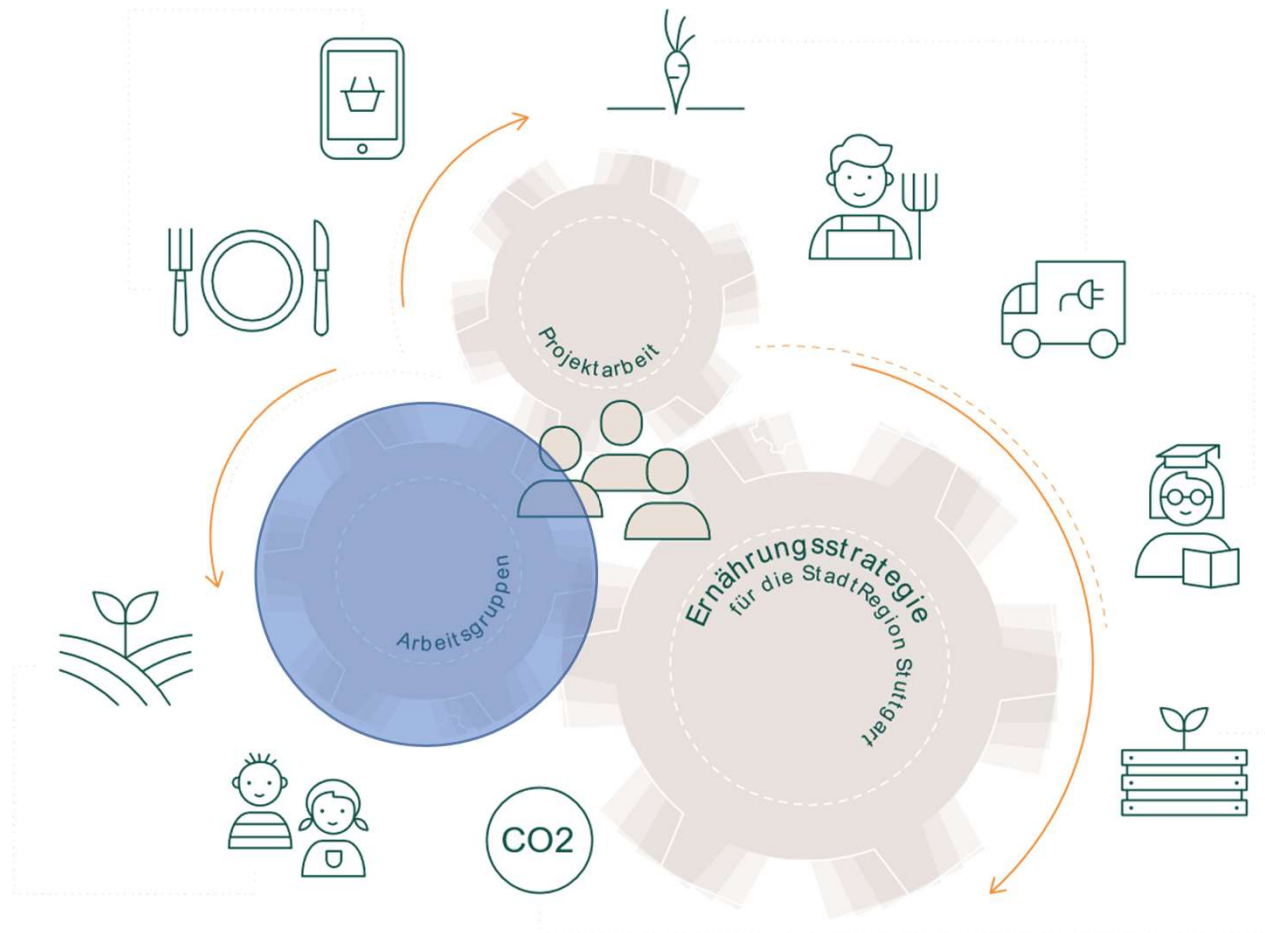 Projektarbeit
Arbeitsgruppen
Ernährungsstrategie
für die StadtRegion Stuttgart
CO2